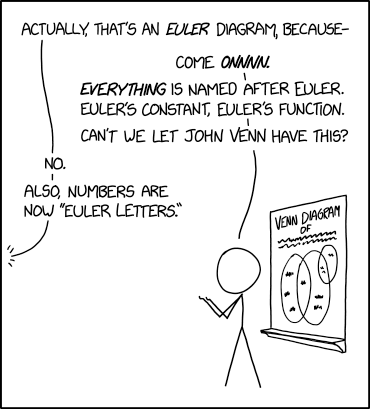 ACTUALLY, THAT'S AN EULER DIAGRAM, BECAUSE-
COME ONNNN.
EVERYTHING IS NAMED AFTER EULER.
EULER'S CONSTANT, EULER'S FUNCTION.
CAN'T WE LET JOHN VENN HAVE THIS?
NO.
ALSO, NUMBERS ARE
NOW "EULER LETTERS."
VENN DIAGRAM
OF